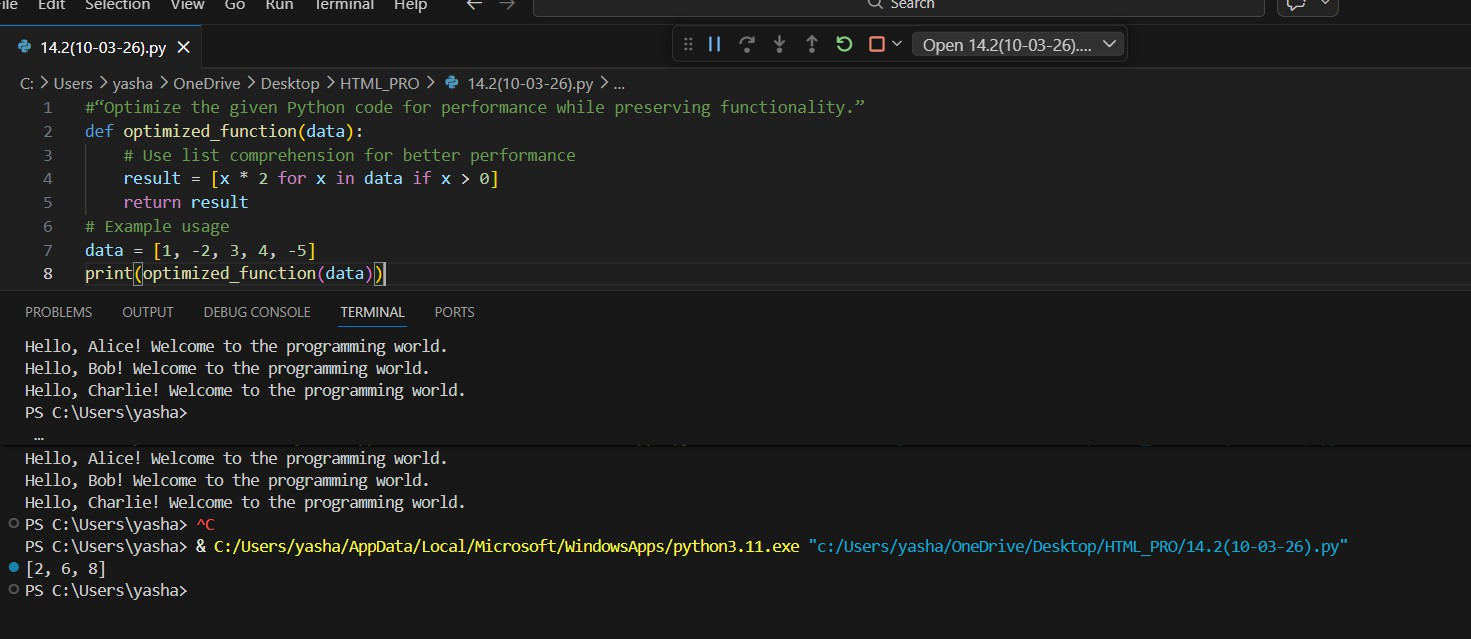 File Edit Selection View Go Run Terminal Help Search
14.2(10-03-26).py Open 14.2(10-03-26)....
C: > Users > yasha > OneDrive > Desktop > HTML_PRO > 14.2(10-03-26).py > ...
1 #“Optimize the given Python code for performance while preserving functionality.”
2 def optimized_function(data):
3     # Use list comprehension for better performance
4     result = [x * 2 for x in data if x > 0]
5     return result
6 # Example usage
7 data = [1, -2, 3, 4, -5]
8 print(optimized_function(data))
PROBLEMS OUTPUT DEBUG CONSOLE TERMINAL PORTS
Hello, Alice! Welcome to the programming world.
Hello, Bob! Welcome to the programming world.
Hello, Charlie! Welcome to the programming world.
PS C:\Users\yasha>
...
Hello, Alice! Welcome to the programming world.
Hello, Bob! Welcome to the programming world.
Hello, Charlie! Welcome to the programming world.
PS C:\Users\yasha> ^C
PS C:\Users\yasha> & C:/Users/yasha/AppData/Local/Microsoft/WindowsApps/python3.11.exe "c:/Users/yasha/OneDrive/Desktop/HTML_PRO/14.2(10-03-26).py"
[2, 6, 8]
PS C:\Users\yasha>